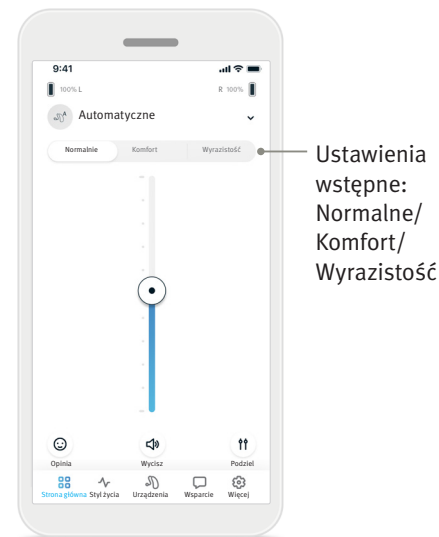 9:41
100% L
R 100%
Automatyczne
Normalnie Komfort Wyrazistość
Ustawienia
wstępne:
Normalne/
Komfort/
Wyrazistość
Opinia Wycisz Podziel
Strona główna Styl życia Urządzenia Wsparcie Więcej